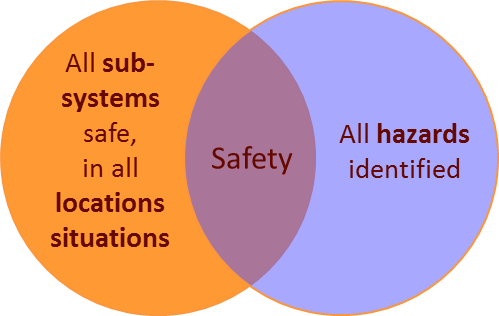 All sub-
systems
safe,
in all
locations
situations
Safety
All hazards
identified